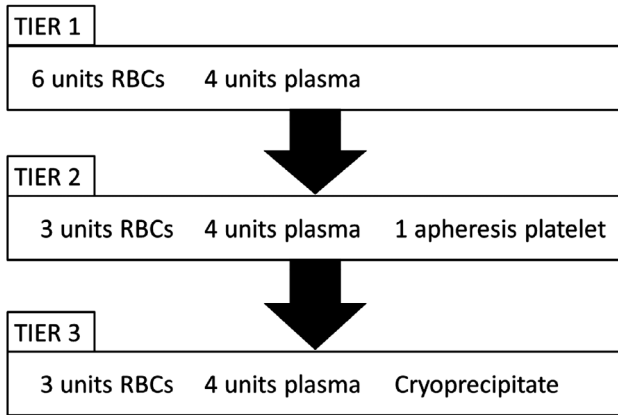 TIER 1
6 units RBCs 4 units plasma
TIER 2
3 units RBCs 4 units plasma 1 apheresis platelet
TIER 3
3 units RBCs 4 units plasma Cryoprecipitate